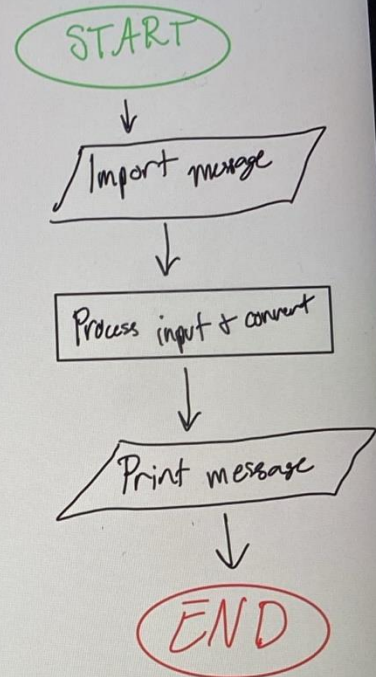 START
Import message
Process input & convert
Print message
END